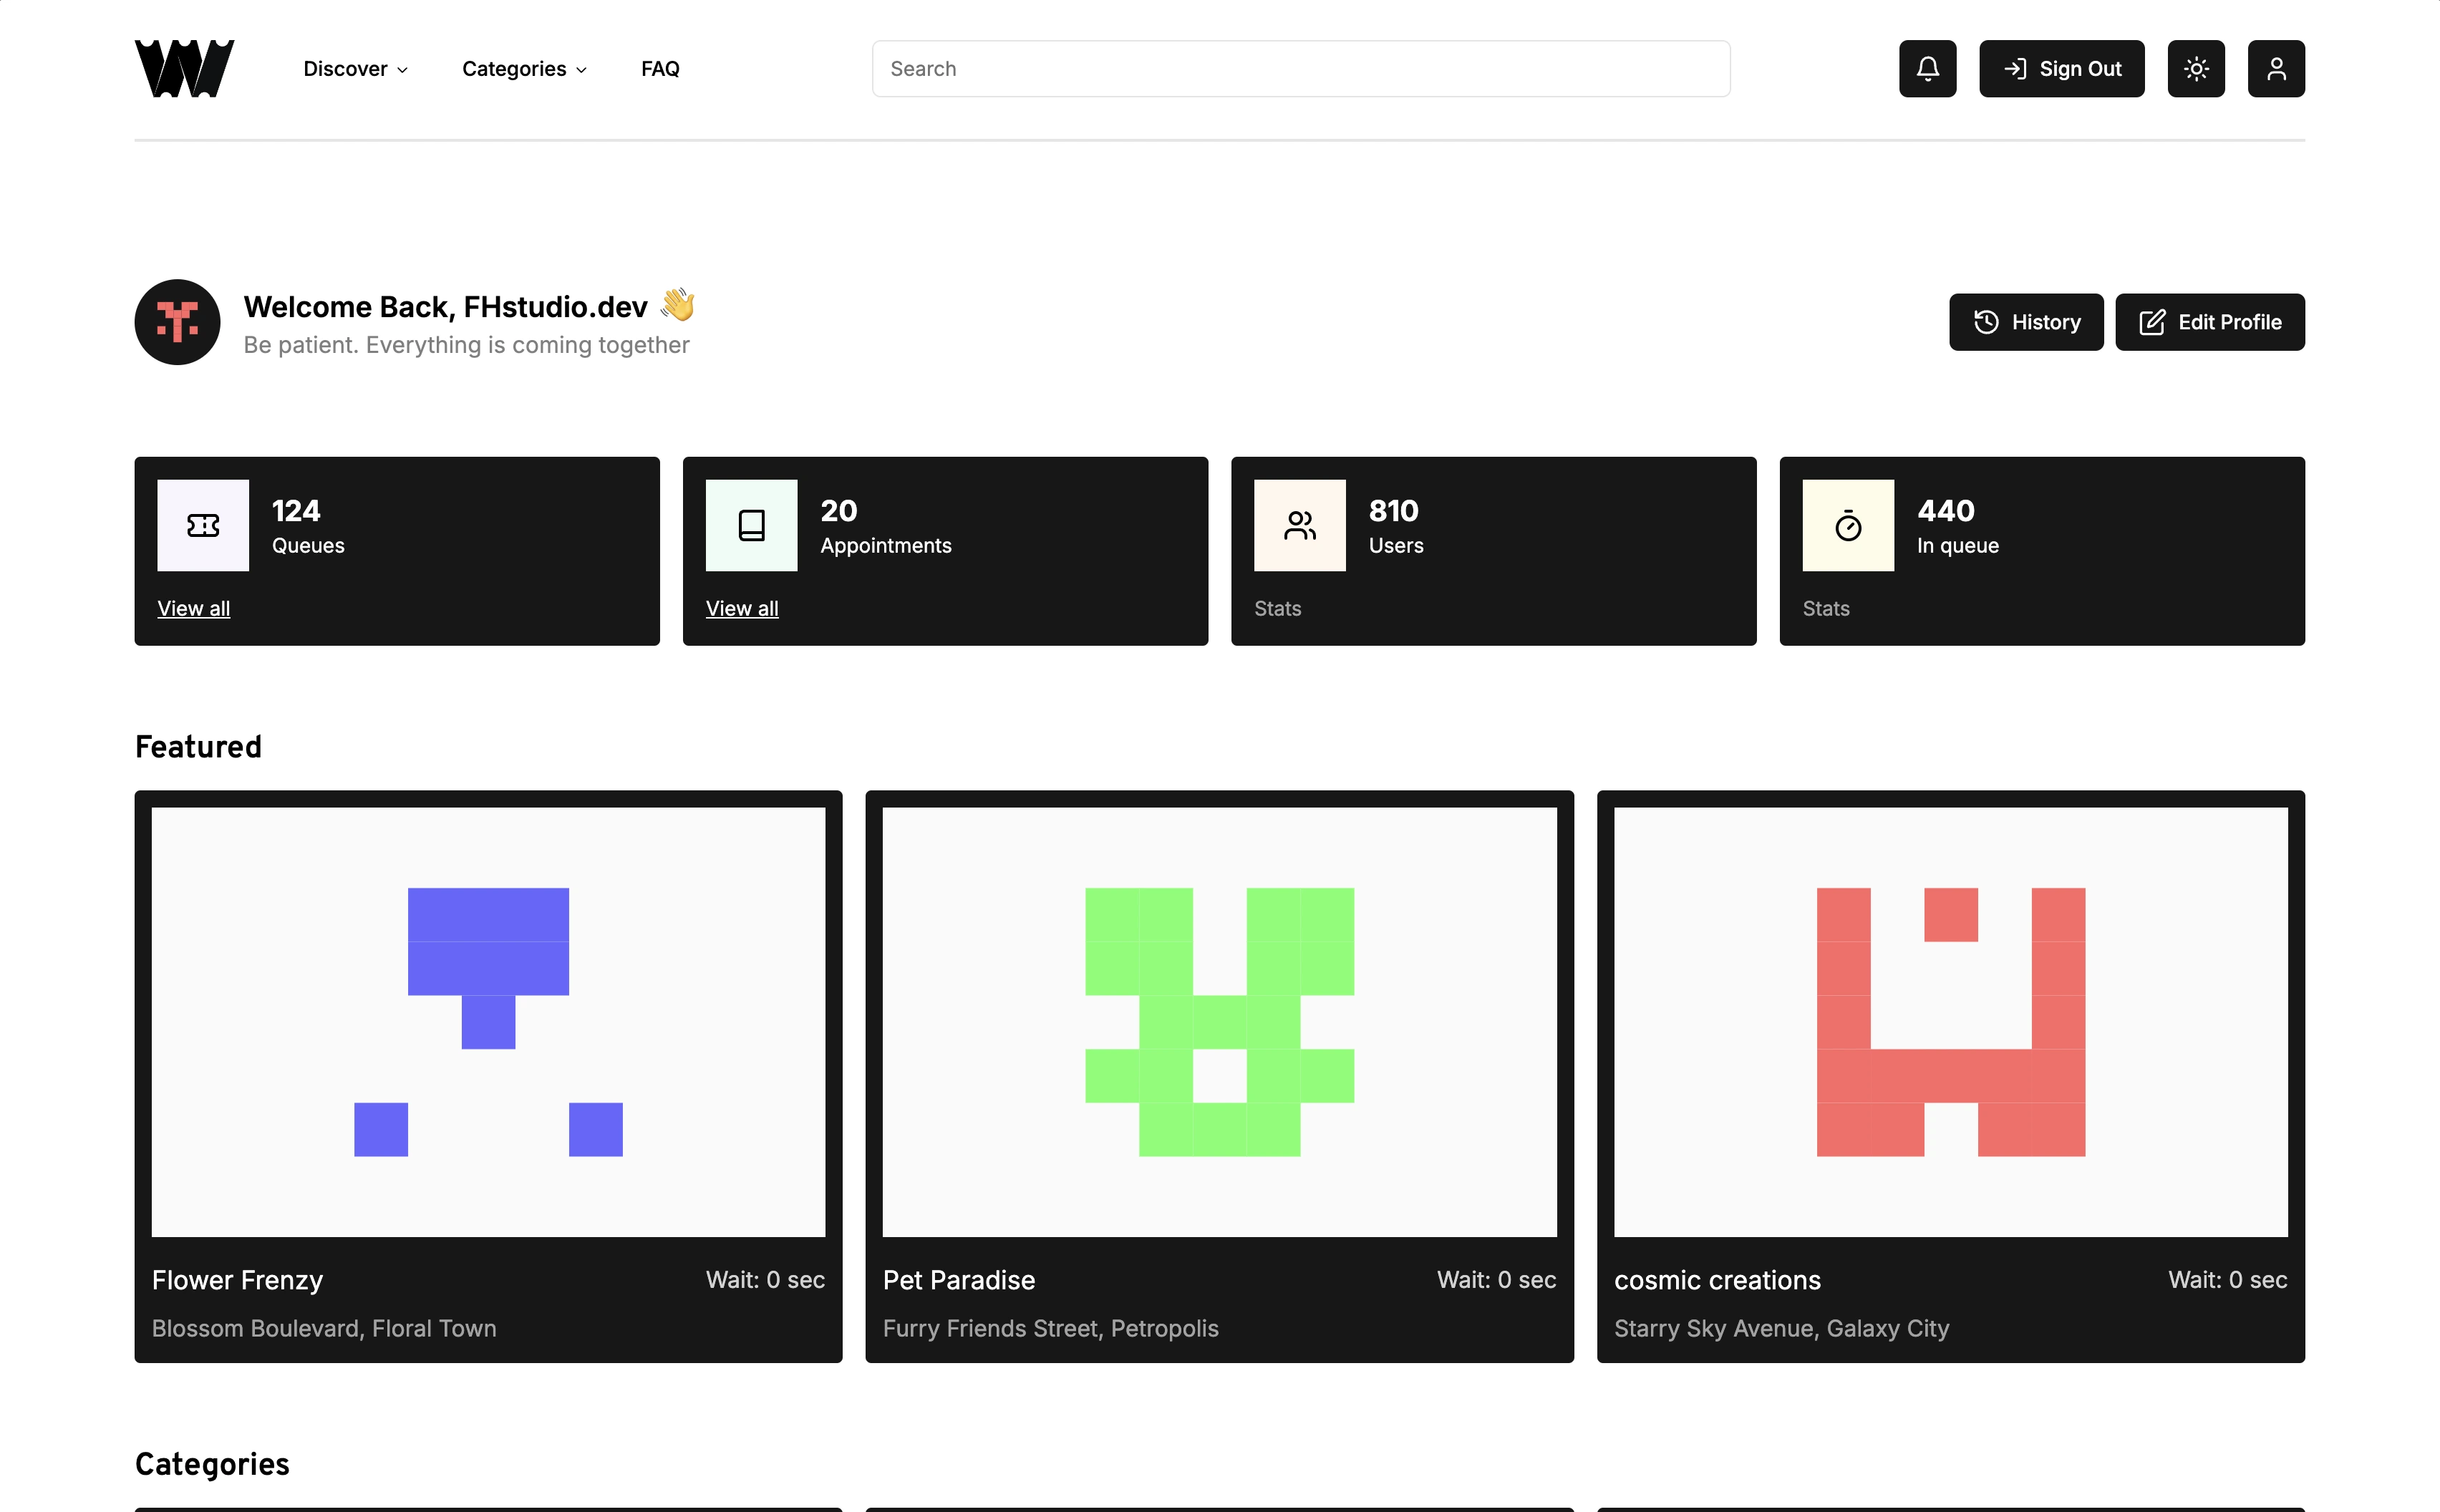 W
Discover
Categories
FAQ
Search
Sign Out
Welcome Back, FHstudio.dev 👋
Be patient. Everything is coming together
History
Edit Profile
124
Queues
View all
20
Appointments
View all
810
Users
Stats
440
In queue
Stats
Featured
Flower Frenzy
Wait: 0 sec
Blossom Boulevard, Floral Town
Pet Paradise
Wait: 0 sec
Furry Friends Street, Petropolis
cosmic creations
Wait: 0 sec
Starry Sky Avenue, Galaxy City
Categories